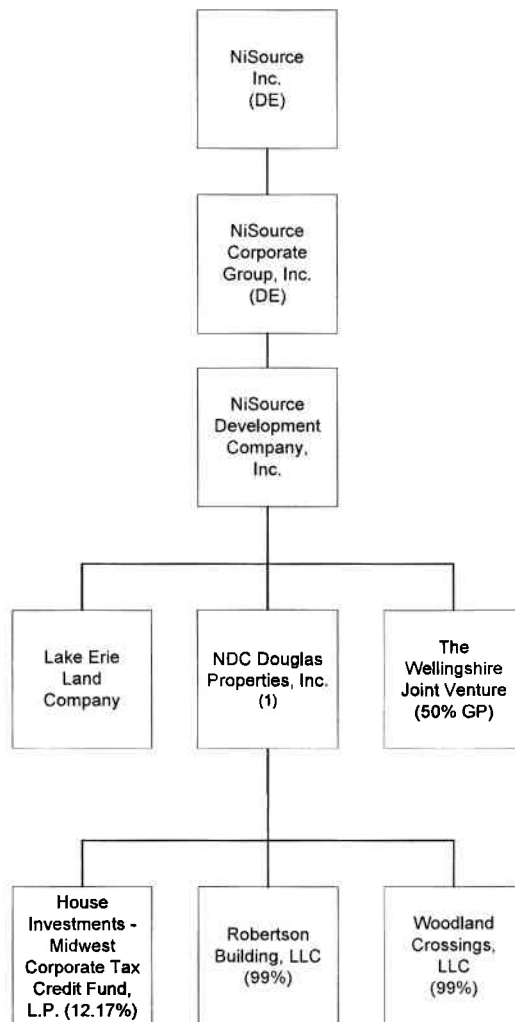 NiSource
Inc.
(DE)
NiSource
Corporate
Group, Inc.
(DE)
NiSource
Development
Company,
Inc.
Lake Erie
Land
Company
NDC Douglas
Properties, Inc.
(1)
The
Wellingshire
Joint Venture
(50% GP)
House
Investments -
Midwest
Corporate Tax
Credit Fund,
L.P. (12.17%)
Robertson
Building, LLC
(99%)
Woodland
Crossings,
LLC
(99%)